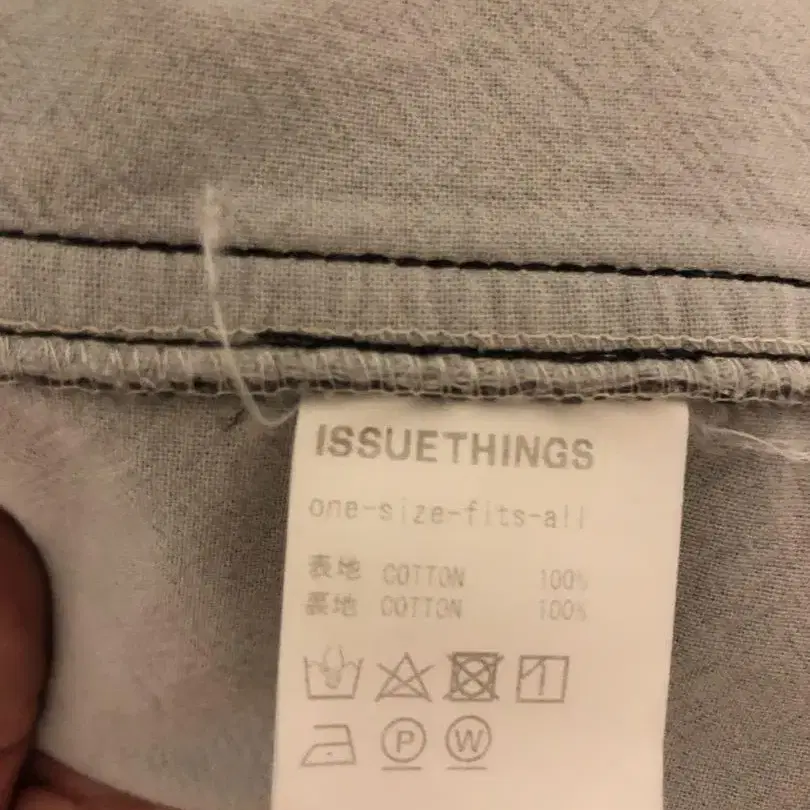 ISSUETHINGS
one-size-fits-all
表地 COTTON 100%
裏地 COTTON 100%
P W